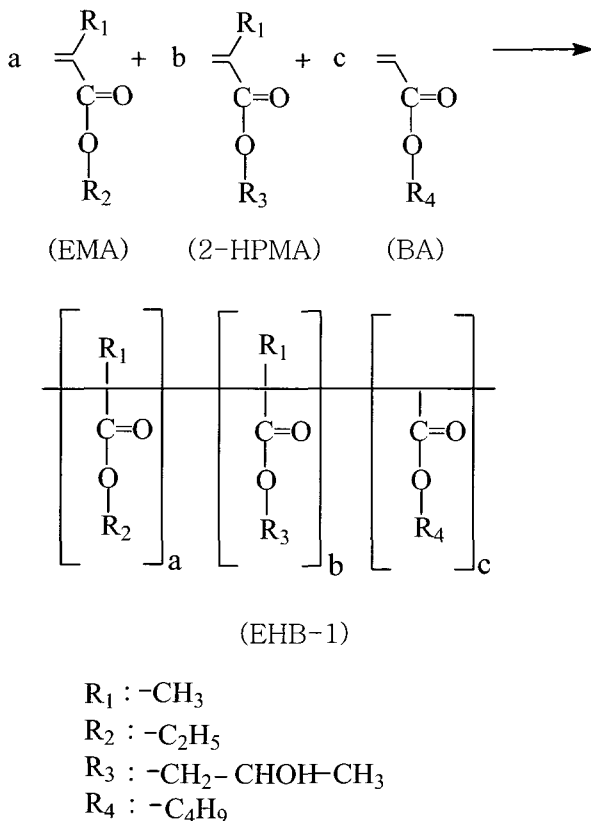 a R₁ C=O O R₂ + b R₁ C=O O R₃ + c C=O O R₄
(EMA) (2-HPMA) (BA)
R₁ R₁
C=O C=O C=O
O O O
R₂ R₃ R₄
a b c
(EHB-1)
R₁ : -CH₃
R₂ : -C₂H₅
R₃ : -CH₂-CHOH-CH₃
R₄ : -C₄H₉